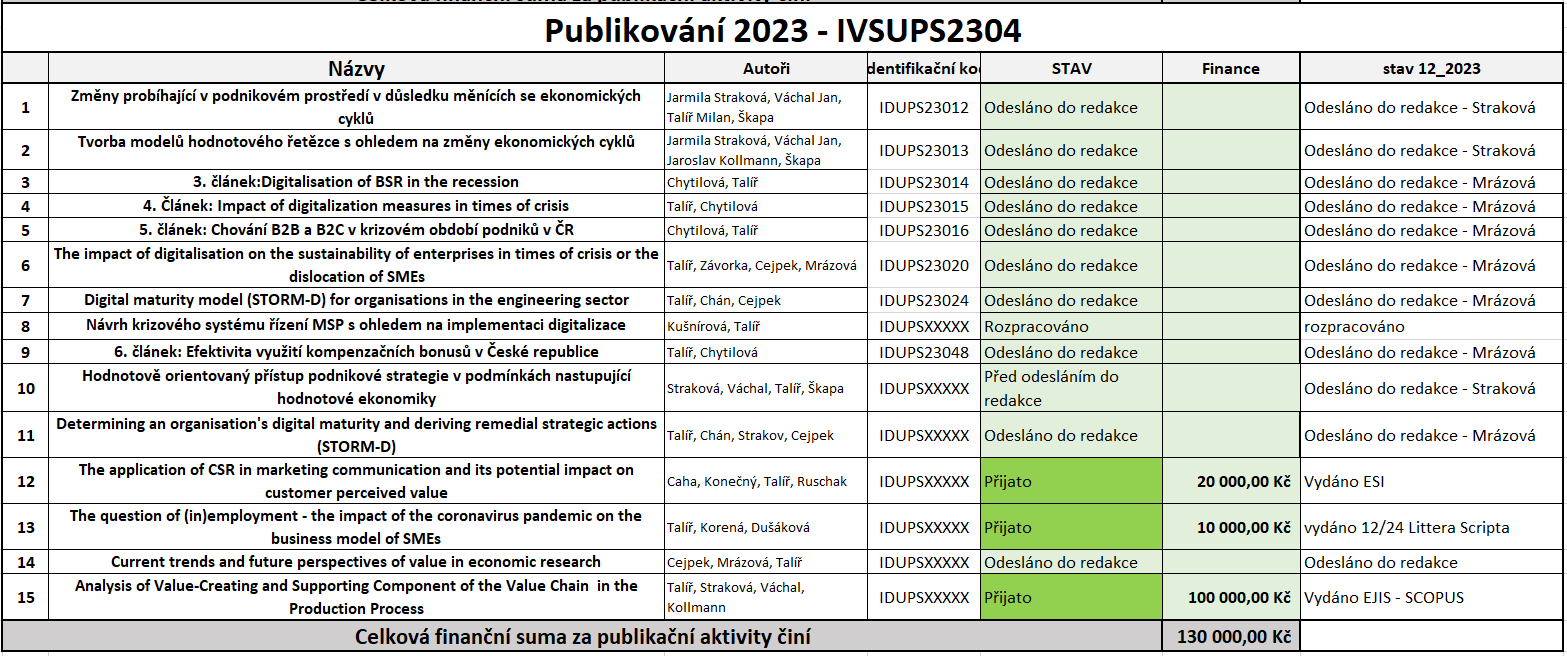 Publikování 2023 - IVSUPS2304
Názvy Autoři dentifikační ko STAV Finance stav 12_2023
1 Změny probíhající v podnikovém prostředí v důsledku měnících se ekonomických cyklů Jarmila Straková, Váchal Jan, Talíř Milan, Škapa IDUPS23012 Odesláno do redakce Odesláno do redakce - Straková
2 Tvorba modelů hodnotového řetězce s ohledem na změny ekonomických cyklů Jarmila Straková, Váchal Jan, Jaroslav Kollmann, Škapa IDUPS23013 Odesláno do redakce Odesláno do redakce - Straková
3 3. článek:Digitalisation of BSR in the recession Chytilová, Talíř IDUPS23014 Odesláno do redakce Odesláno do redakce - Mrázová
4 4. Článek: Impact of digitalization measures in times of crisis Talíř, Chytilová IDUPS23015 Odesláno do redakce Odesláno do redakce - Mrázová
5 5. článek: Chování B2B a B2C v krizovém období podniků v ČR Chytilová, Talíř IDUPS23016 Odesláno do redakce Odesláno do redakce - Mrázová
6 The impact of digitalisation on the sustainability of enterprises in times of crisis or the dislocation of SMEs Talíř, Závorka, Cejpek, Mrázová IDUPS23020 Odesláno do redakce Odesláno do redakce - Mrázová
7 Digital maturity model (STORM-D) for organisations in the engineering sector Talíř, Chán, Cejpek IDUPS23024 Odesláno do redakce Odesláno do redakce - Mrázová
8 Návrh krizového systému řízení MSP s ohledem na implementaci digitalizace Kušnírová, Talíř IDUPSXXXXX Rozpracováno rozpracováno
9 6. článek: Efektivita využití kompenzačních bonusů v České republice Talíř, Chytilová IDUPS23048 Odesláno do redakce Odesláno do redakce - Mrázová
10 Hodnotově orientovaný přístup podnikové strategie v podmínkách nastupující hodnotové ekonomiky Straková, Váchal, Talíř, Škapa IDUPSXXXXX Před odesláním do redakce Odesláno do redakce - Straková
11 Determining an organisation's digital maturity and deriving remedial strategic actions (STORM-D) Talíř, Chán, Strakov, Cejpek IDUPSXXXXX Odesláno do redakce Odesláno do redakce - Mrázová
12 The application of CSR in marketing communication and its potential impact on customer perceived value Caha, Konečný, Talíř, Ruschak IDUPSXXXXX Přijato 20 000,00 Kč Vydáno ESI
13 The question of (in)employment - the impact of the coronavirus pandemic on the business model of SMEs Talíř, Korená, Dušáková IDUPSXXXXX Přijato 10 000,00 Kč vydáno 12/24 Littera Scripta
14 Current trends and future perspectives of value in economic research Cejpek, Mrázová, Talíř IDUPSXXXXX Odesláno do redakce Odesláno do redakce
15 Analysis of Value-Creating and Supporting Component of the Value Chain in the Production Process Talíř, Straková, Váchal, Kollmann IDUPSXXXXX Přijato 100 000,00 Kč Vydáno EJIS - SCOPUS
Celková finanční suma za publikační aktivity činí 130 000,00 Kč